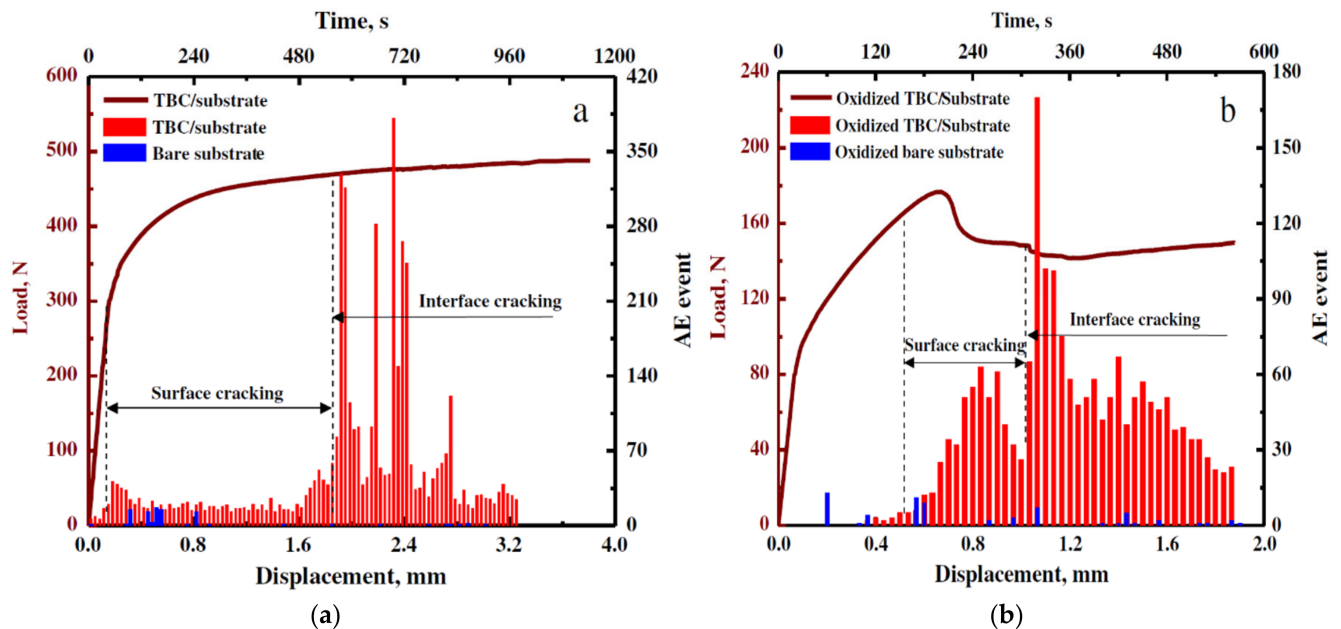 Time, s
0 240 480 720 960 1200
600 420
TBC/substrate a
TBC/substrate
Bare substrate
500 350
400 280
Load, N
300 210
AE event
Interface cracking
200 140
Surface cracking
100 70
0 0
0.0 0.8 1.6 2.4 3.2 4.0
Displacement, mm
(a)
Time, s
0 120 240 360 480 600
240 180
Oxidized TBC/Substrate b
Oxidized TBC/Substrate
Oxidized bare substrate
200 150
160 120
Load, N
120 90
AE event
Interface cracking
Surface cracking
80 60
40 30
0 0
0.0 0.4 0.8 1.2 1.6 2.0
Displacement, mm
(b)